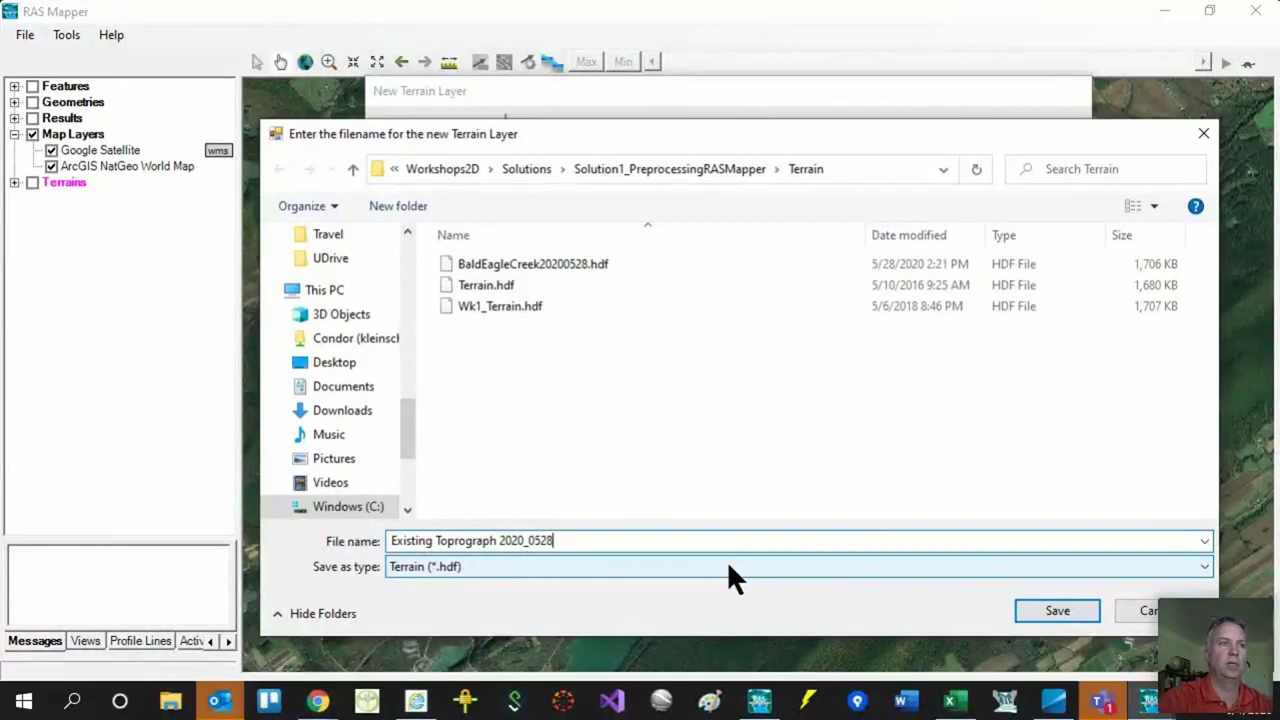 RAS Mapper
File Tools Help
Max Min
Features
Geometries
Results
Map Layers
Google Satellite wms
ArcGIS NatGeo World Map
Terrains
New Terrain Layer
Enter the filename for the new Terrain Layer
« Workshops2D › Solutions › Solution1_PreprocessingRASMapper › Terrain
Search Terrain
Organize New folder
Travel
UDrive
This PC
3D Objects
Condor (kleinsch
Desktop
Documents
Downloads
Music
Pictures
Videos
Windows (C:)
Name Date modified Type Size
BaldEagleCreek20200528.hdf 5/28/2020 2:21 PM HDF File 1,706 KB
Terrain.hdf 5/10/2016 9:25 AM HDF File 1,680 KB
Wk1_Terrain.hdf 5/6/2018 8:46 PM HDF File 1,707 KB
File name: Existing Toprograph 2020_0528
Save as type: Terrain (*.hdf)
Hide Folders
Save
Messages Views Profile Lines